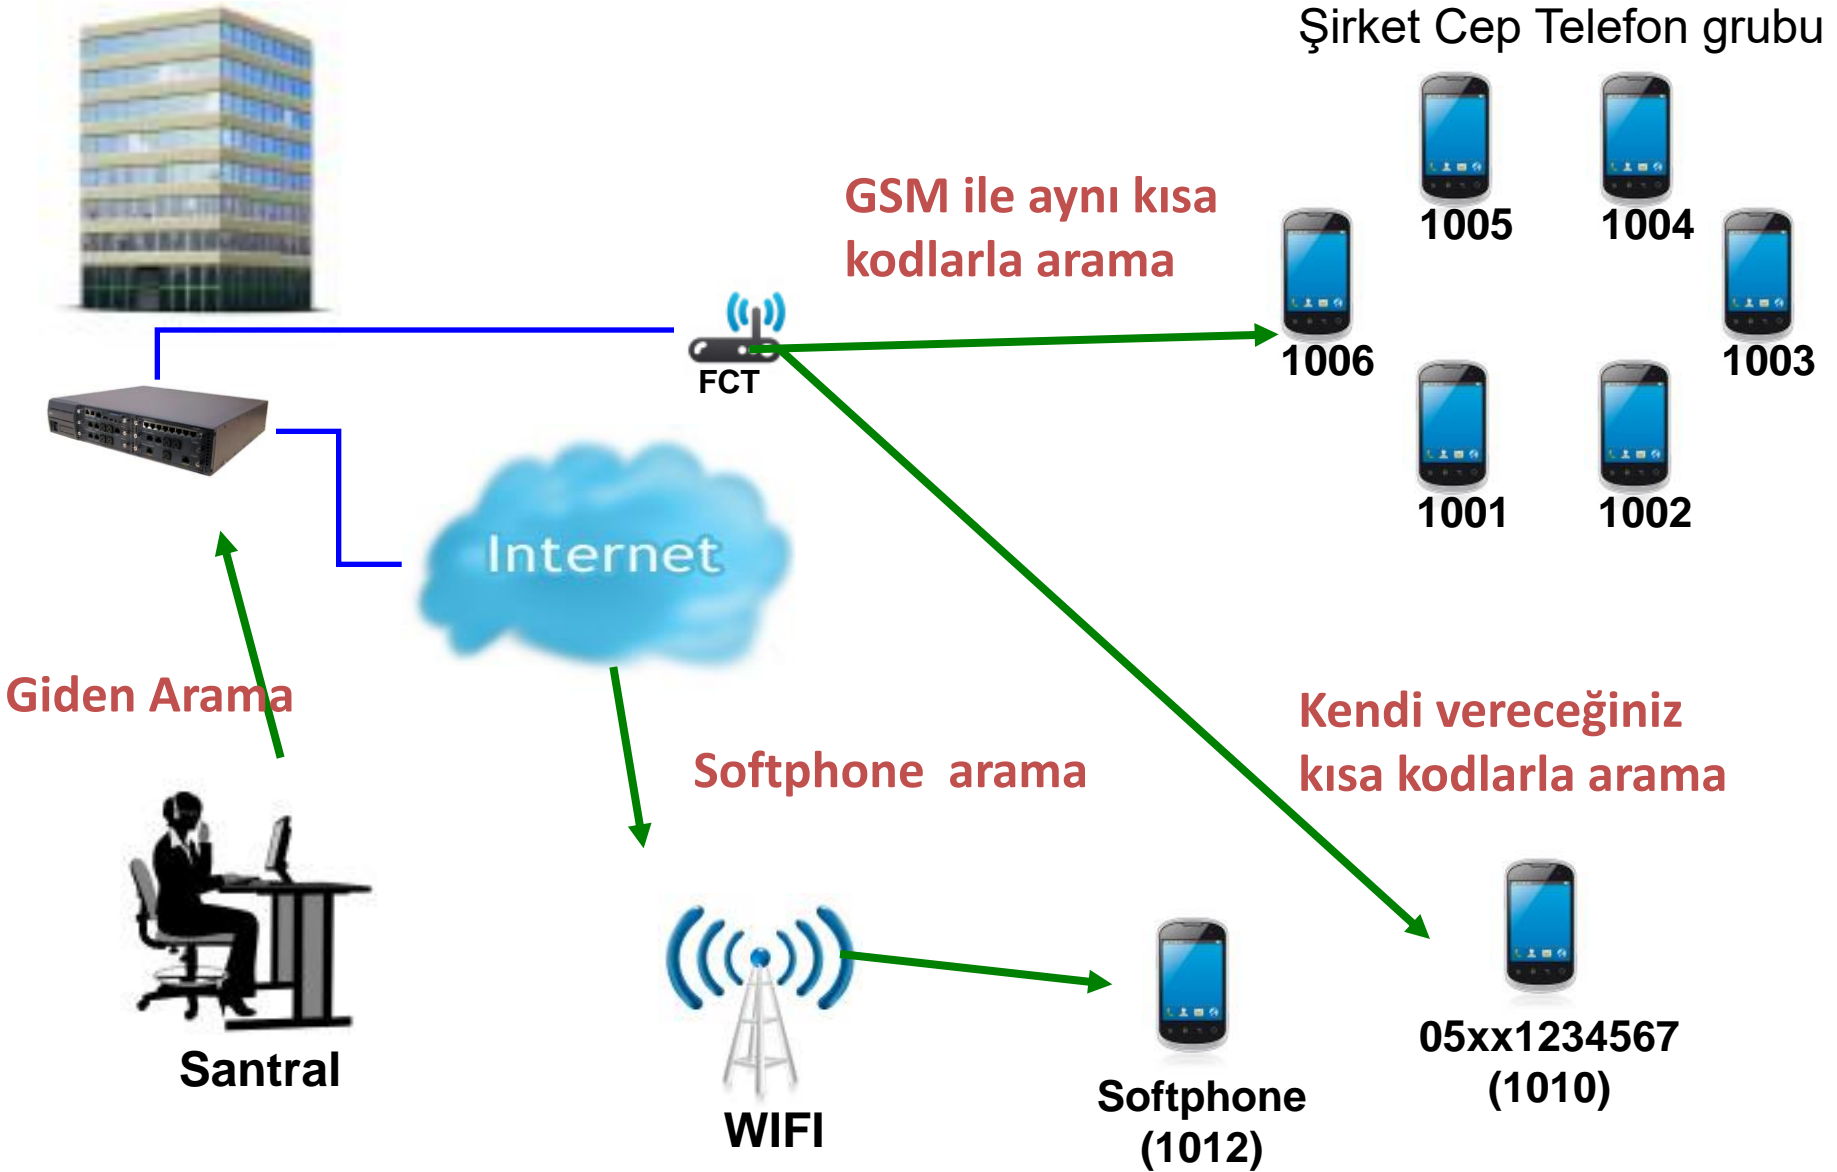 Şirket Cep Telefon grubu
1005
1004
GSM ile aynı kısa
kodlarla arama
1006
1003
FCT
1001
1002
Internet
Giden Arama
Kendi vereceğiniz
kısa kodlarla arama
Softphone arama
Santral
WIFI
Softphone
(1012)
05xx1234567
(1010)